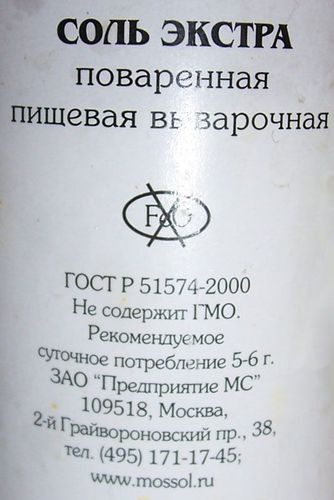 СОЛЬ ЭКСТРА
поваренная
пищевая выварочная
ГОСТ Р 51574-2000
Не содержит ГМО.
Рекомендуемое
суточное потребление 5-6 г.
ЗАО "Предприятие МС"
109518, Москва,
2-й Грайвороновский пр., 38,
тел. (495) 171-17-45;
www.mossol.ru